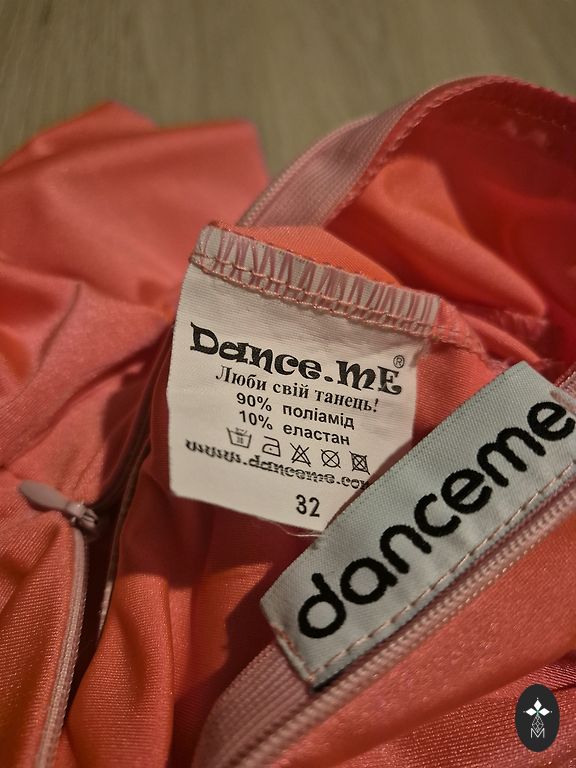 Dance.ME®
Люби свій танець!
90% поліамід
10% еластан
www.danceme.com
32
danceme®
M